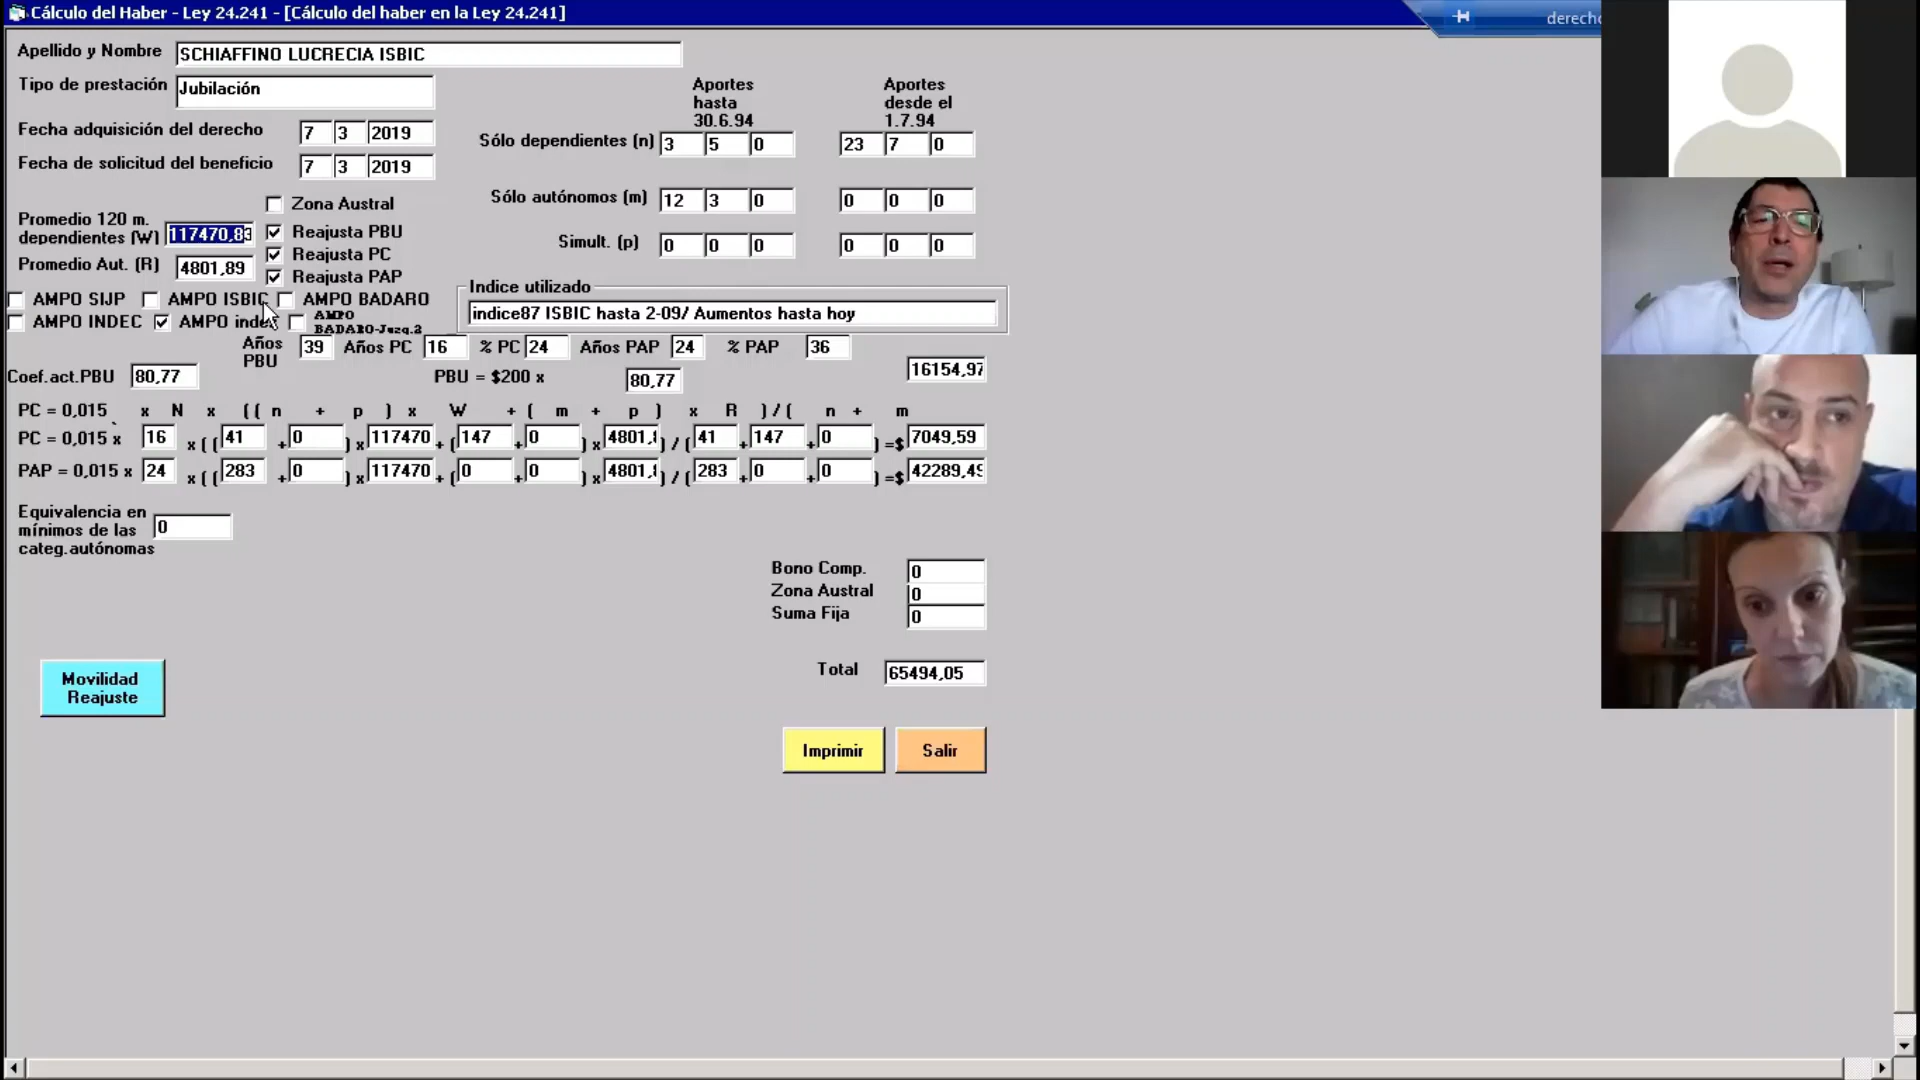 Cálculo del Haber - Ley 24.241 - [Cálculo del haber en la Ley 24.241]
Apellido y Nombre SCHIAFFINO LUCRECIA ISBIC
Tipo de prestación Jubilación
Fecha adquisición del derecho 7 3 2019
Fecha de solicitud del beneficio 7 3 2019
Aportes hasta 30.6.94
Aportes desde el 1.7.94
Sólo dependientes (n) 3 5 0 23 7 0
Sólo autónomos (m) 12 3 0 0 0 0
Simult. (p) 0 0 0 0 0 0
Zona Austral
Promedio 120 m. dependientes (W) 117470,83
Reajusta PBU
Reajusta PC
Promedio Aut. (R) 4801,89
Reajusta PAP
AMPO SIJP AMPO ISBIC AMPO BADARO
AMPO INDEC AMPO AMPO BADARO-Juzg.2
Indice utilizado
indice87 ISBIC hasta 2-09/ Aumentos hasta hoy
Años PBU 39 Años PC 16 % PC 24 Años PAP 24 % PAP 36
Coef.act.PBU 80,77 PBU = $200 x 80,77 16154,97
PC = 0,015 x N x ( ( n + p ) x W + ( m + p ) x R ) / ( n + m
PC = 0,015 x 16 x ( ( 41 + 0 ) x 117470 + ( 147 + 0 ) x 4801, / ( 41 + 147 + 0 ) =$ 7049,59
PAP = 0,015 x 24 x ( ( 283 + 0 ) x 117470 + ( 0 + 0 ) x 4801, / ( 283 + 0 + 0 ) =$ 42289,49
Equivalencia en mínimos de las categ.autónomas 0
Bono Comp. 0
Zona Austral 0
Suma Fija 0
Total 65494,05
Movilidad Reajuste
Imprimir
Salir